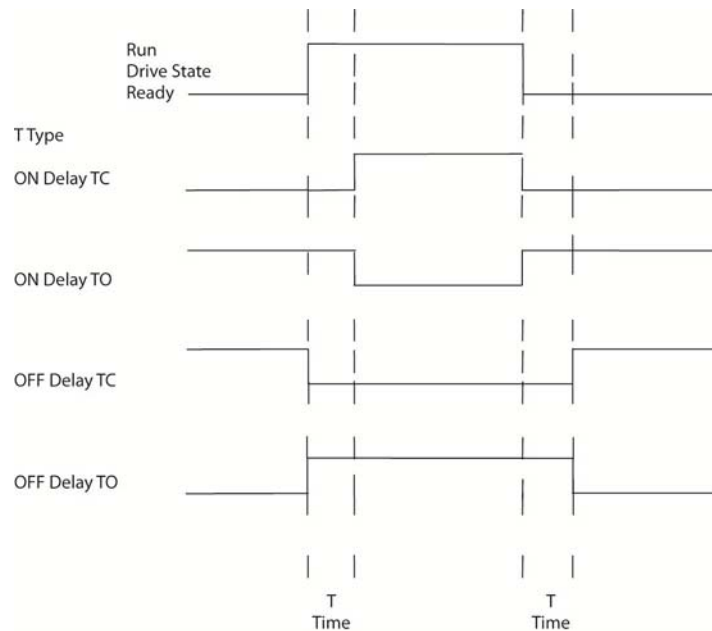 Run
Drive State
Ready
T Type
ON Delay TC
ON Delay TO
OFF Delay TC
OFF Delay TO
T
Time
T
Time